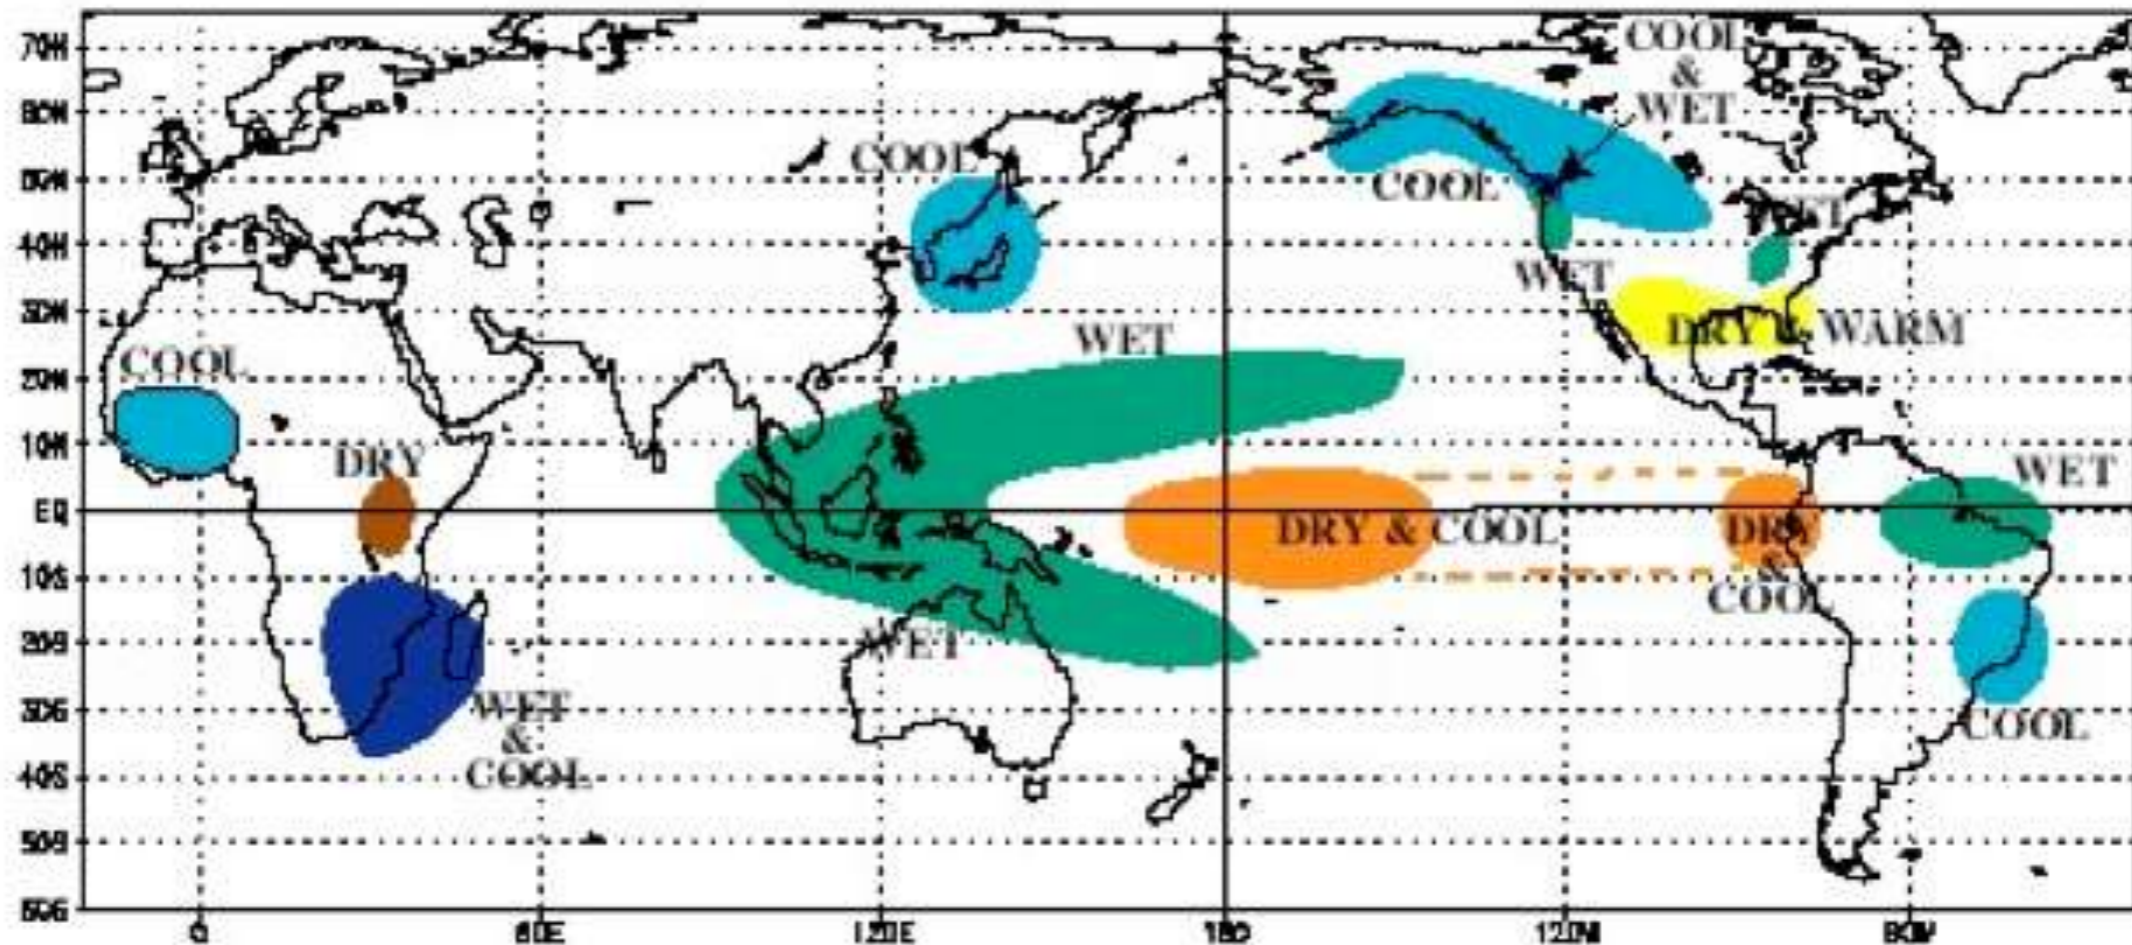 COOL
&
WET
70N
60N
COOL
50N
COOL
WET
40N
WET
30N
WET
DRY & WARM
COOL
20N
10N
DRY
WET
EQ
DRY & COOL
DRY
&
COOL
10S
20S
WET
30S
WET
&
COOL
COOL
40S
50S
60S
0
60E
120E
180
120W
60W